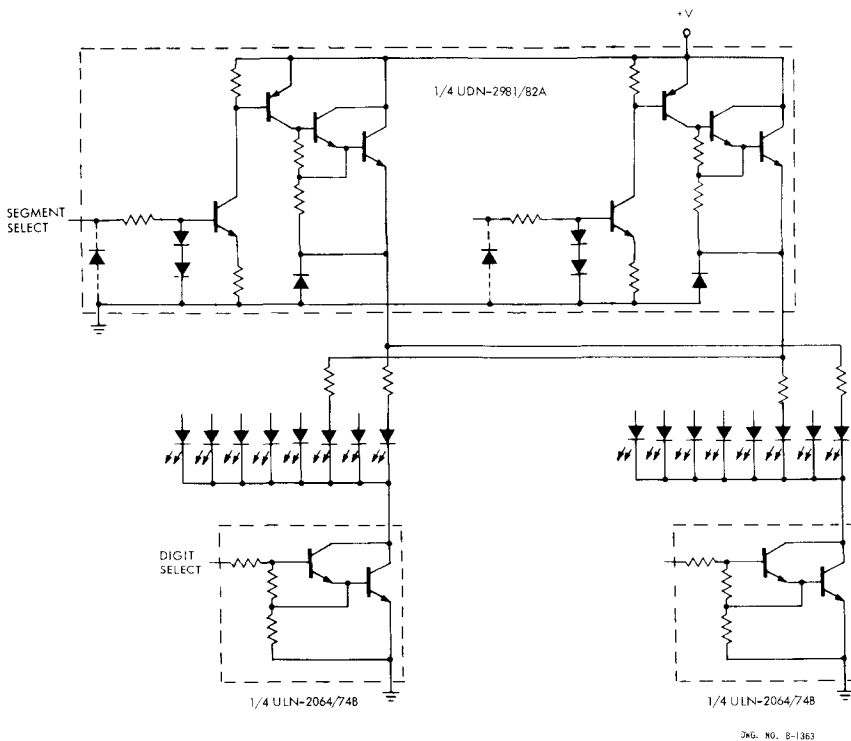 +V
1/4 UDN-2981/82A
SEGMENT
SELECT
DIGIT
SELECT
1/4 ULN-2064/74B
1/4 ULN-2064/74B
DWG. NO. B-1363